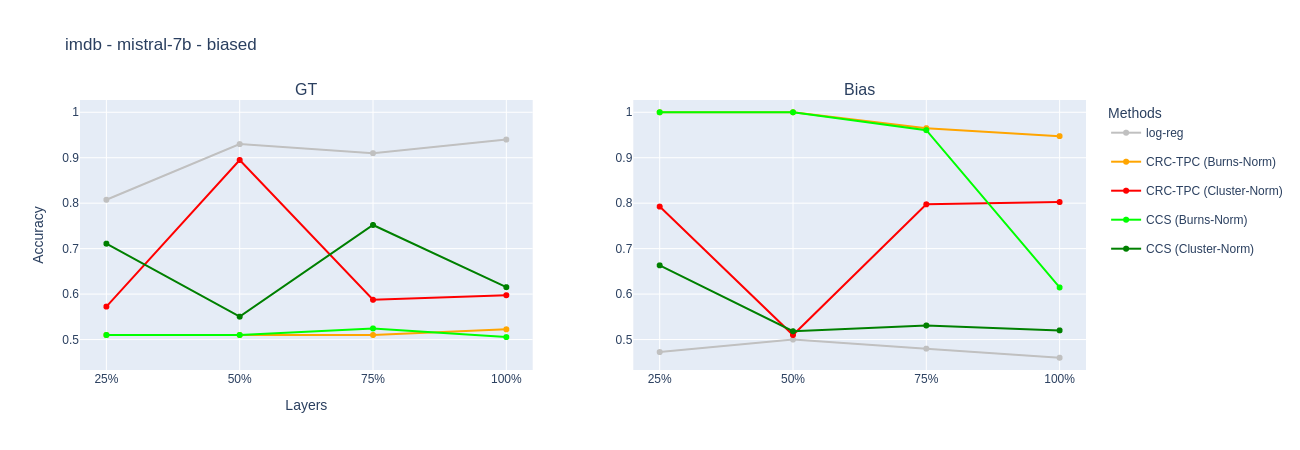 imdb - mistral-7b - biased
GT
Accuracy
1
0.9
0.8
0.7
0.6
0.5
25% 50% 75% 100%
Layers
Bias
1
0.9
0.8
0.7
0.6
0.5
25% 50% 75% 100%
Methods
log-reg
CRC-TPC (Burns-Norm)
CRC-TPC (Cluster-Norm)
CCS (Burns-Norm)
CCS (Cluster-Norm)